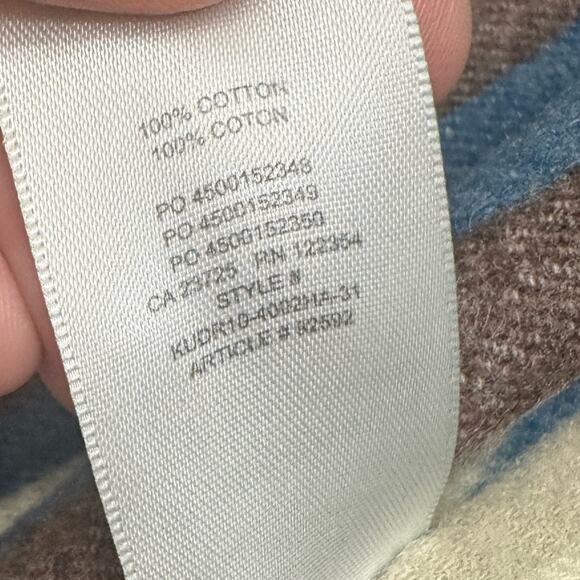 100% COTTON
100% COTON
PO 4500152348
PO 4500152349
PO 4500152350
CA 23725 RN 122354
STYLE #
KUDR10-4002HA-31
ARTICLE # 92592